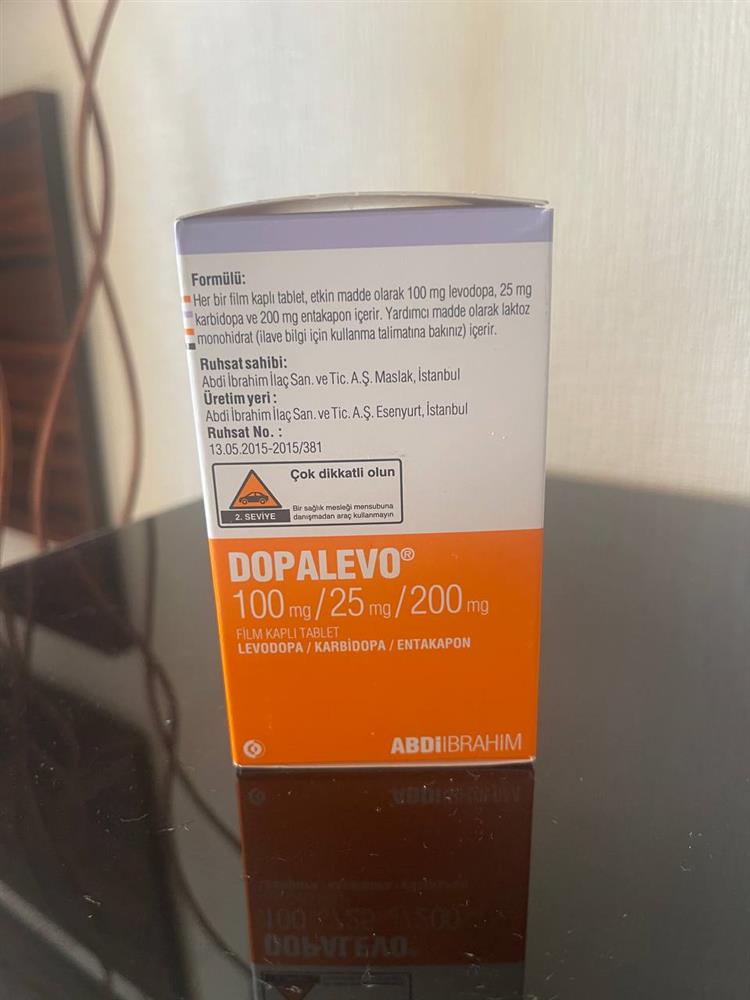 Formülü:
Her bir film kaplı tablet, etkin madde olarak 100 mg levodopa, 25 mg
karbidopa ve 200 mg entakapon içerir. Yardımcı madde olarak laktoz
monohidrat (ilave bilgi için kullanma talimatına bakınız) içerir.
Ruhsat sahibi:
Abdi İbrahim İlaç San. ve Tic. A.Ş. Maslak, İstanbul
Üretim yeri :
Abdi İbrahim İlaç San. ve Tic. A.Ş. Esenyurt, İstanbul
Ruhsat No. :
13.05.2015-2015/381
Çok dikkatli olun
2. SEVİYE
Bir sağlık mesleği mensubuna
danışmadan araç kullanmayın
DOPALEVO®
100 mg/25 mg/200 mg
FİLM KAPLI TABLET
LEVODOPA / KARBİDOPA / ENTAKAPON
ABDİİBRAHIM